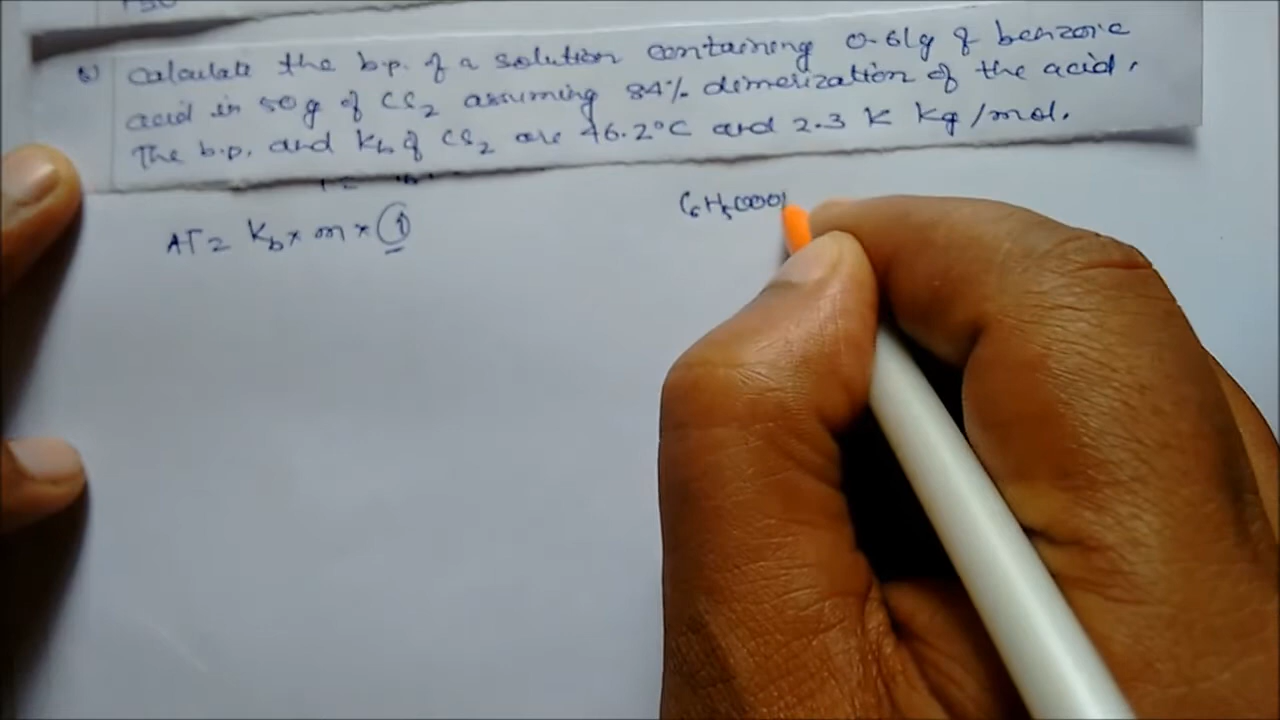 6) Calculate the b.p. of a solution containing 0.61g of benzoic
acid in 50g of CS2 assuming 84% dimerization of the acid.
The b.p. and Kb of CS2 are 46.2°C and 2.3 K Kg/mol.
ΔT = Kb × m × i
C6H5COO